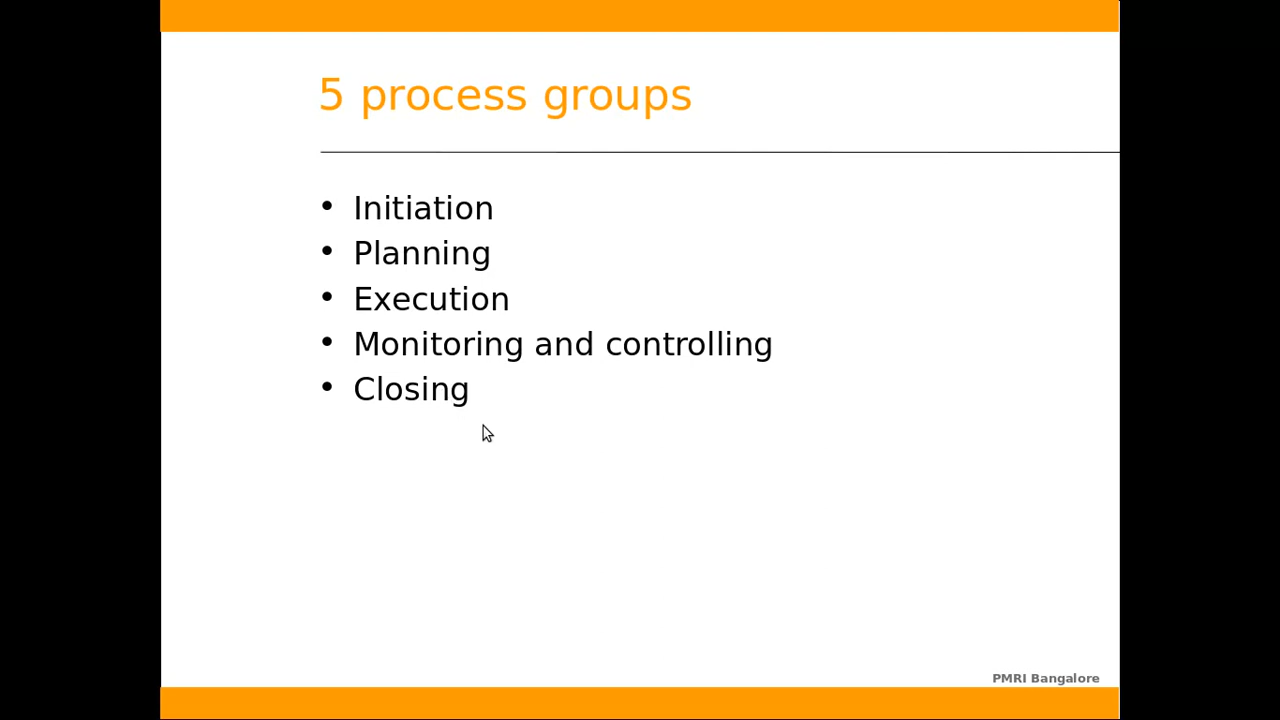 5 process groups
• Initiation
• Planning
• Execution
• Monitoring and controlling
• Closing
PMRI Bangalore